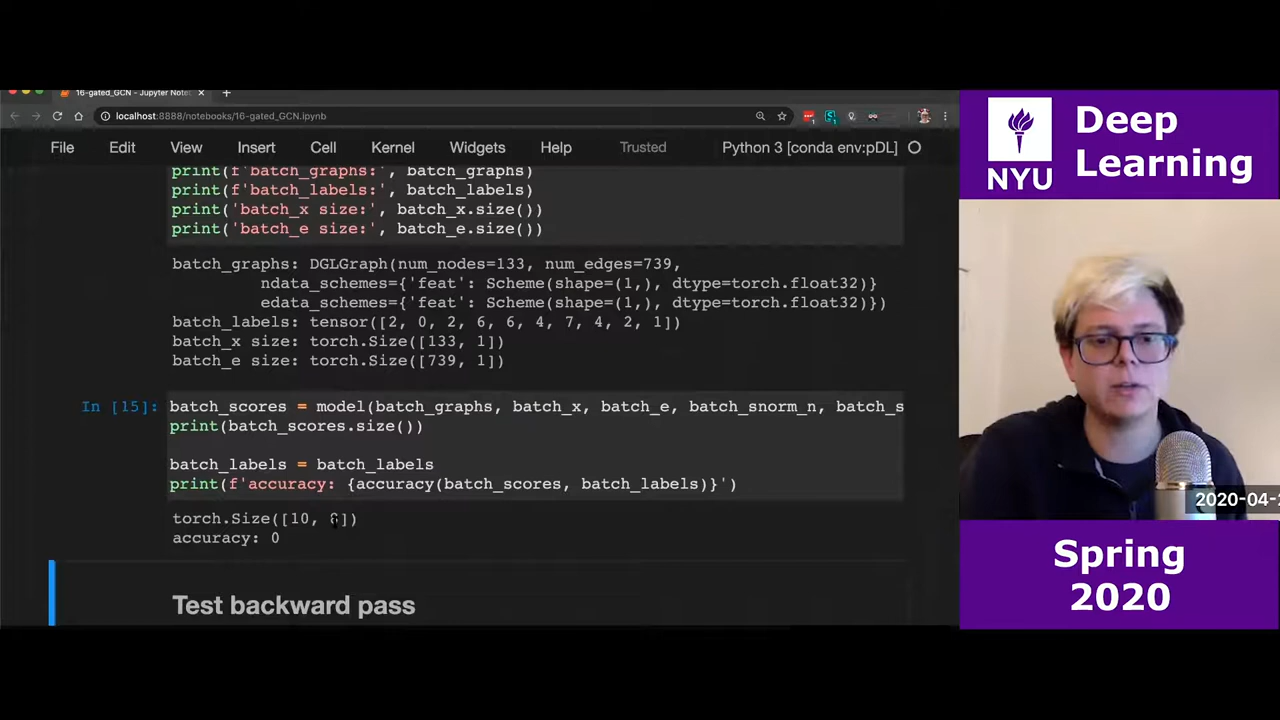 16-gated_GCN - Jupyter Note
localhost:8888/notebooks/16-gated_GCN.ipynb
File Edit View Insert Cell Kernel Widgets Help Trusted Python 3 [conda env:pDL]
print(f'batch_graphs:', batch_graphs)
print(f'batch_labels:', batch_labels)
print('batch_x size:', batch_x.size())
print('batch_e size:', batch_e.size())
batch_graphs: DGLGraph(num_nodes=133, num_edges=739,
ndata_schemes={'feat': Scheme(shape=(1,), dtype=torch.float32)}
edata_schemes={'feat': Scheme(shape=(1,), dtype=torch.float32)})
batch_labels: tensor([2, 0, 2, 6, 6, 4, 7, 4, 2, 1])
batch_x size: torch.Size([133, 1])
batch_e size: torch.Size([739, 1])
In [15]:
batch_scores = model(batch_graphs, batch_x, batch_e, batch_snorm_n, batch_s
print(batch_scores.size())
batch_labels = batch_labels
print(f'accuracy: {accuracy(batch_scores, batch_labels)}')
torch.Size([10, ])
accuracy: 0
Test backward pass
NYU
Deep
Learning
2020-04-2
Spring
2020